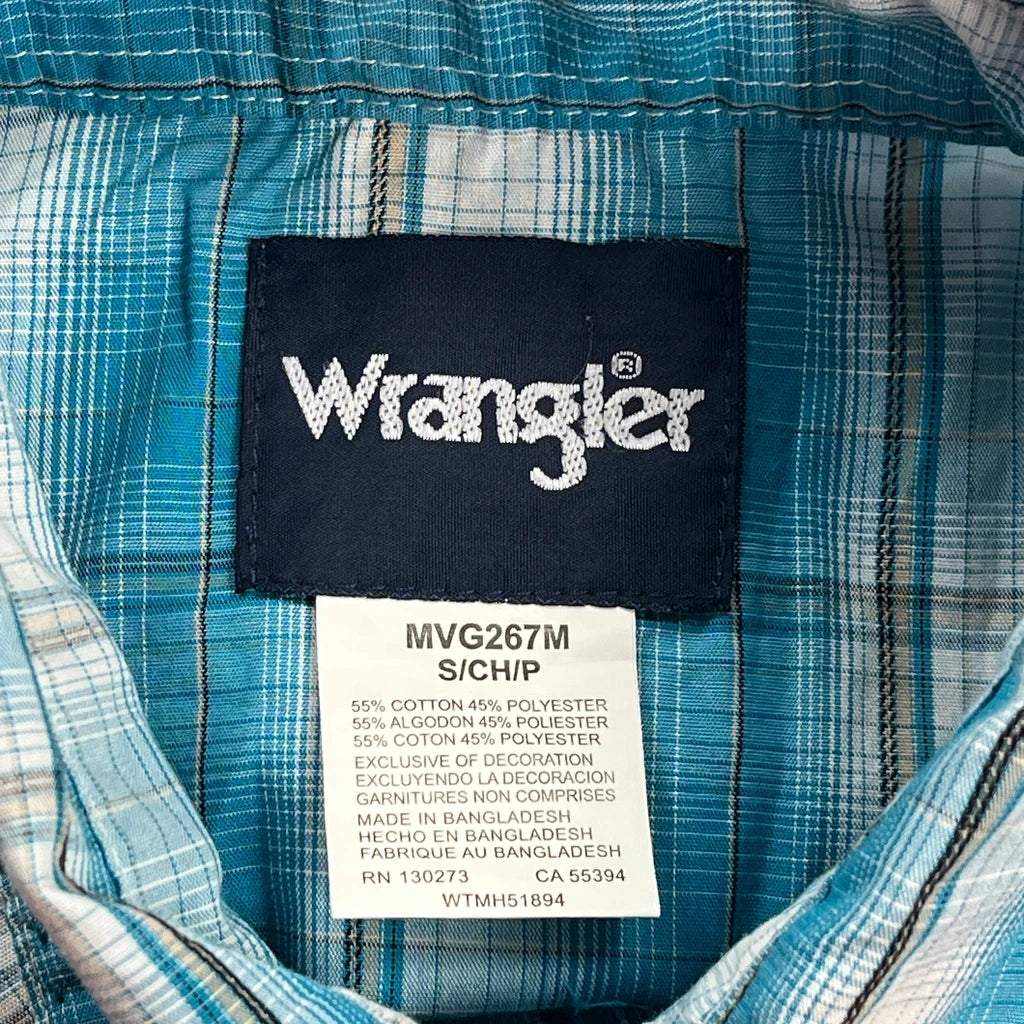 Wrangler®
MVG267M
S/CH/P
55% COTTON 45% POLYESTER
55% ALGODON 45% POLIESTER
55% COTON 45% POLYESTER
EXCLUSIVE OF DECORATION
EXCLUYENDO LA DECORACION
GARNITURES NON COMPRISES
MADE IN BANGLADESH
HECHO EN BANGLADESH
FABRIQUE AU BANGLADESH
RN 130273 CA 55394
WTMH51894